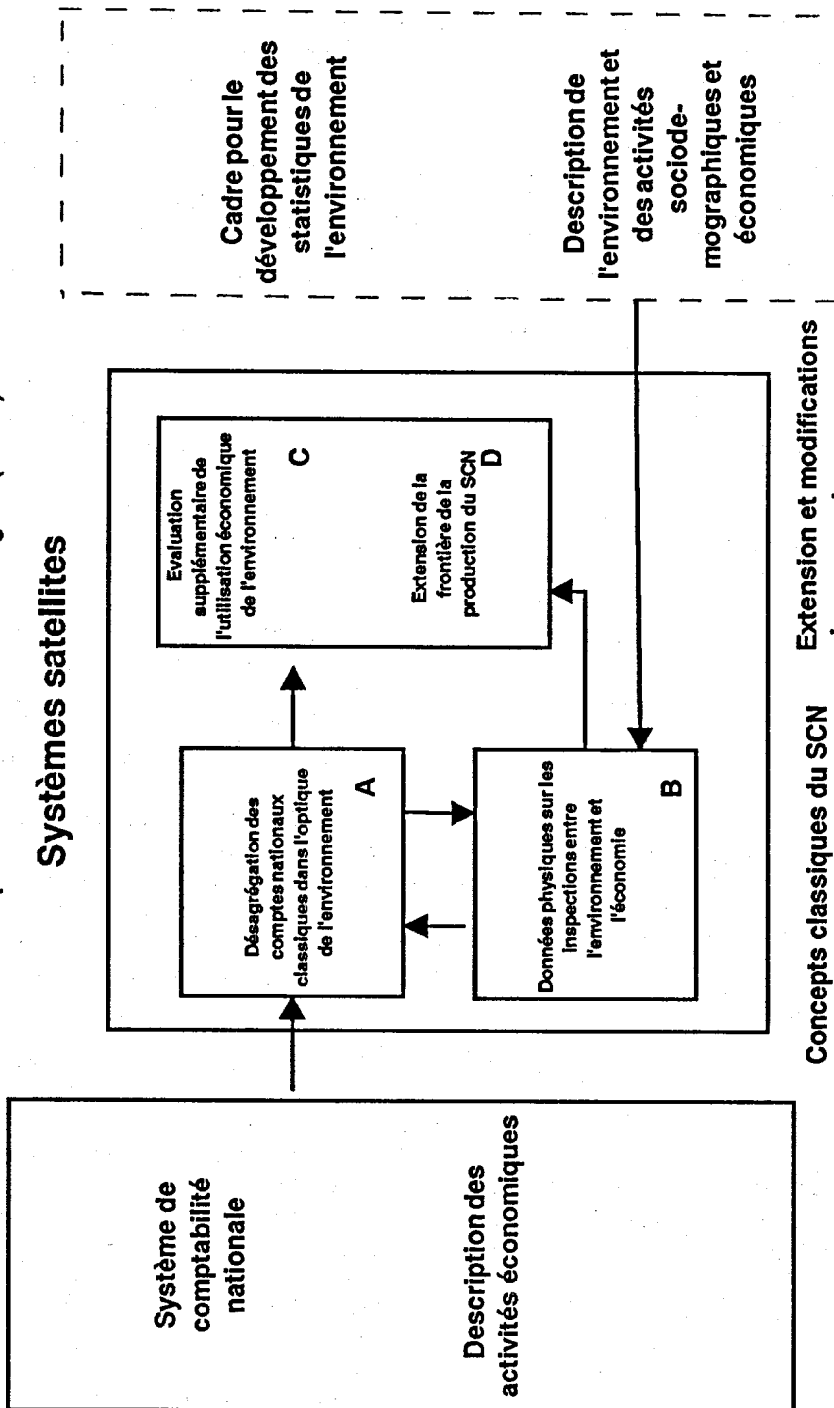 Systèmes satellites
Système de
comptabilité
nationale
Description des
activités économiques
Désagrégation des
comptes nationaux
classiques dans l'optique
de l'environnement
A
Données physiques sur les
Inspections entre
l'environnement et
l'économie
B
Evaluation
supplémentaire de
l'utilisation économique
de l'environnement
C
Extension de la
frontière de la
production du SCN
D
Cadre pour le
développement des
statistiques de
l'environnement
Description de
l'environnement et
des activités
sociode-
mographiques et
économiques
Concepts classiques du SCN
Extension et modifications